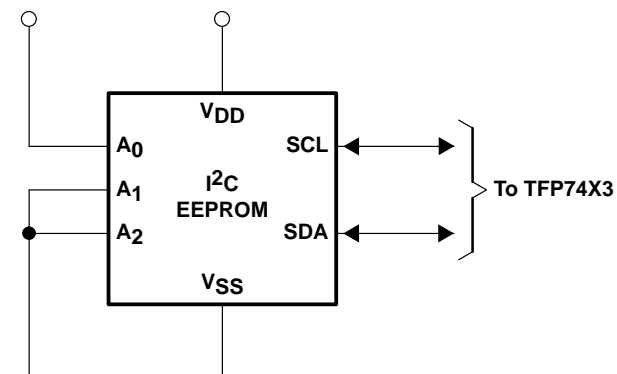 VDD
A0
SCL
A1
I2C
EEPROM
To TFP74X3
A2
SDA
VSS